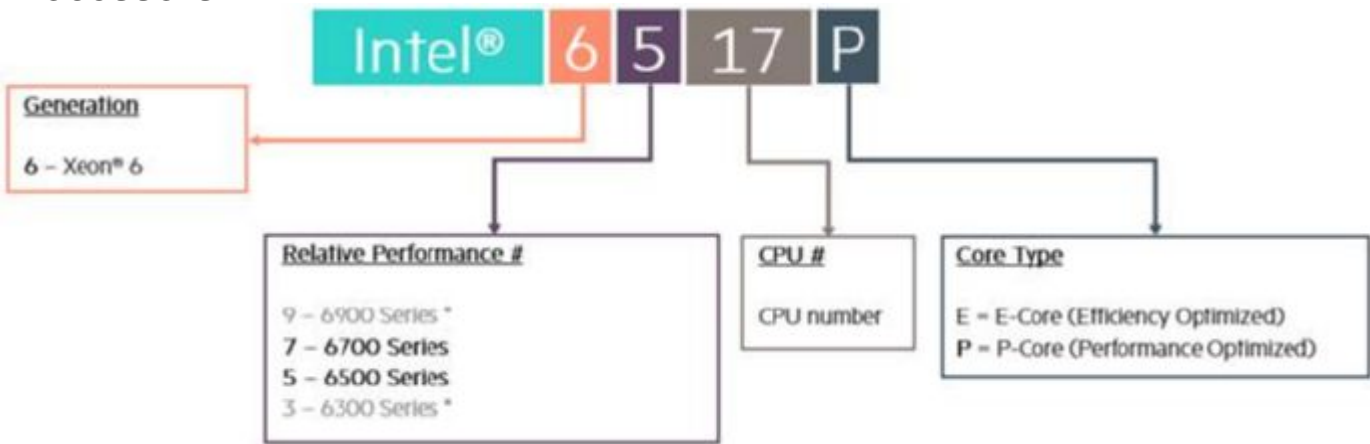 Intel® 6 5 17 P
Generation
6 – Xeon® 6
Relative Performance #
9 – 6900 Series *
7 – 6700 Series
5 – 6500 Series
3 – 6300 Series *
CPU #
CPU number
Core Type
E = E-Core (Efficiency Optimized)
P = P-Core (Performance Optimized)